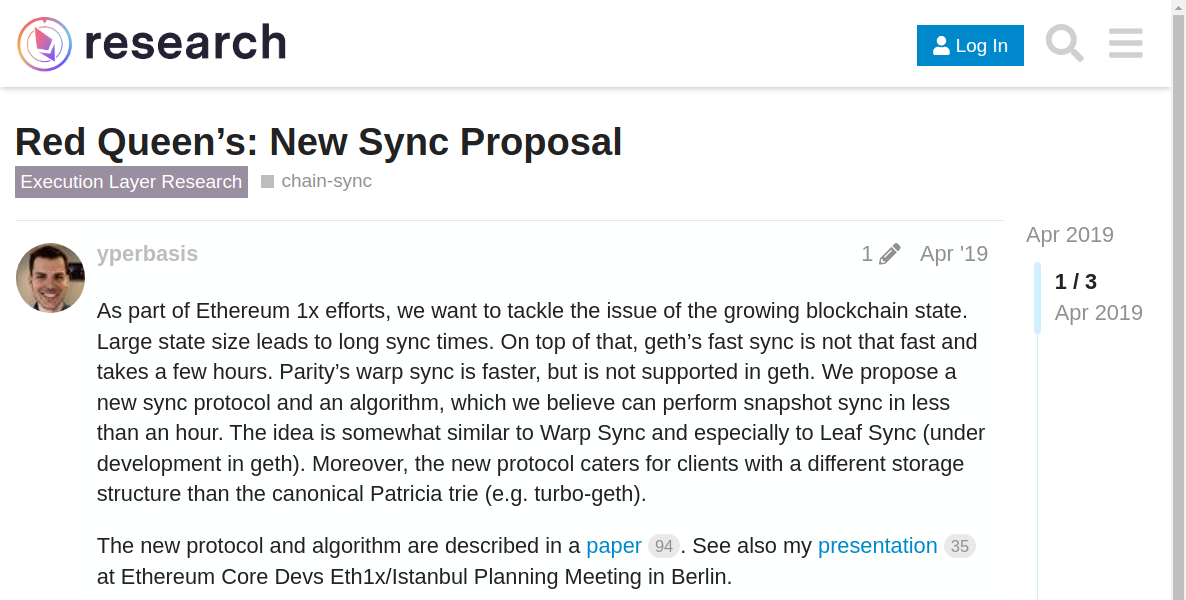 research
Log In
Red Queen’s: New Sync Proposal
Execution Layer Research chain-sync
yperbasis 1 Apr '19
As part of Ethereum 1x efforts, we want to tackle the issue of the growing blockchain state.
Large state size leads to long sync times. On top of that, geth’s fast sync is not that fast and
takes a few hours. Parity’s warp sync is faster, but is not supported in geth. We propose a
new sync protocol and an algorithm, which we believe can perform snapshot sync in less
than an hour. The idea is somewhat similar to Warp Sync and especially to Leaf Sync (under
development in geth). Moreover, the new protocol caters for clients with a different storage
structure than the canonical Patricia trie (e.g. turbo-geth).
The new protocol and algorithm are described in a paper 94. See also my presentation 35
at Ethereum Core Devs Eth1x/Istanbul Planning Meeting in Berlin.
Apr 2019
1 / 3
Apr 2019